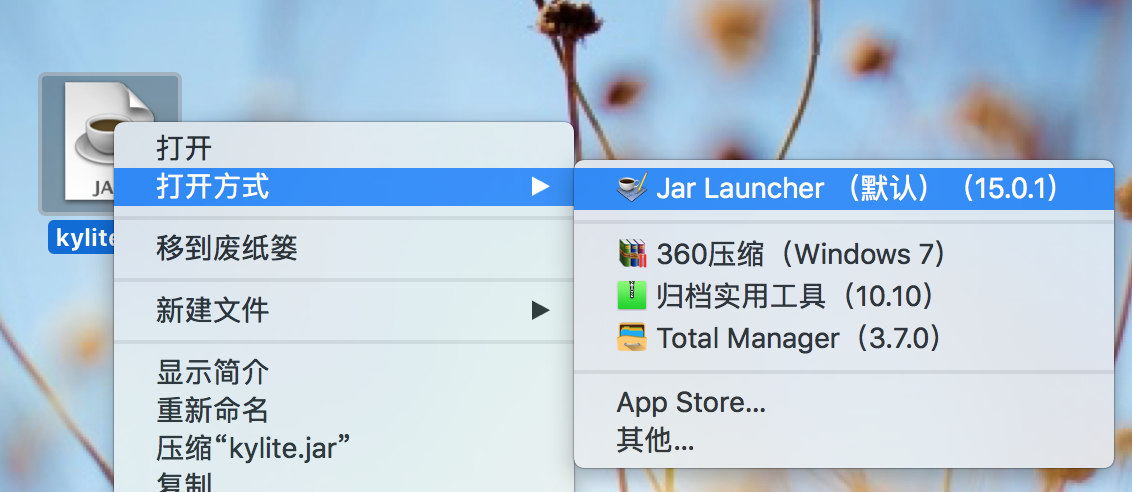 JA
kylite
打开
打开方式
移到废纸篓
新建文件
显示简介
重新命名
压缩“kylite.jar”
复制
Jar Launcher （默认）（15.0.1）
360压缩（Windows 7）
归档实用工具（10.10）
Total Manager（3.7.0）
App Store...
其他...